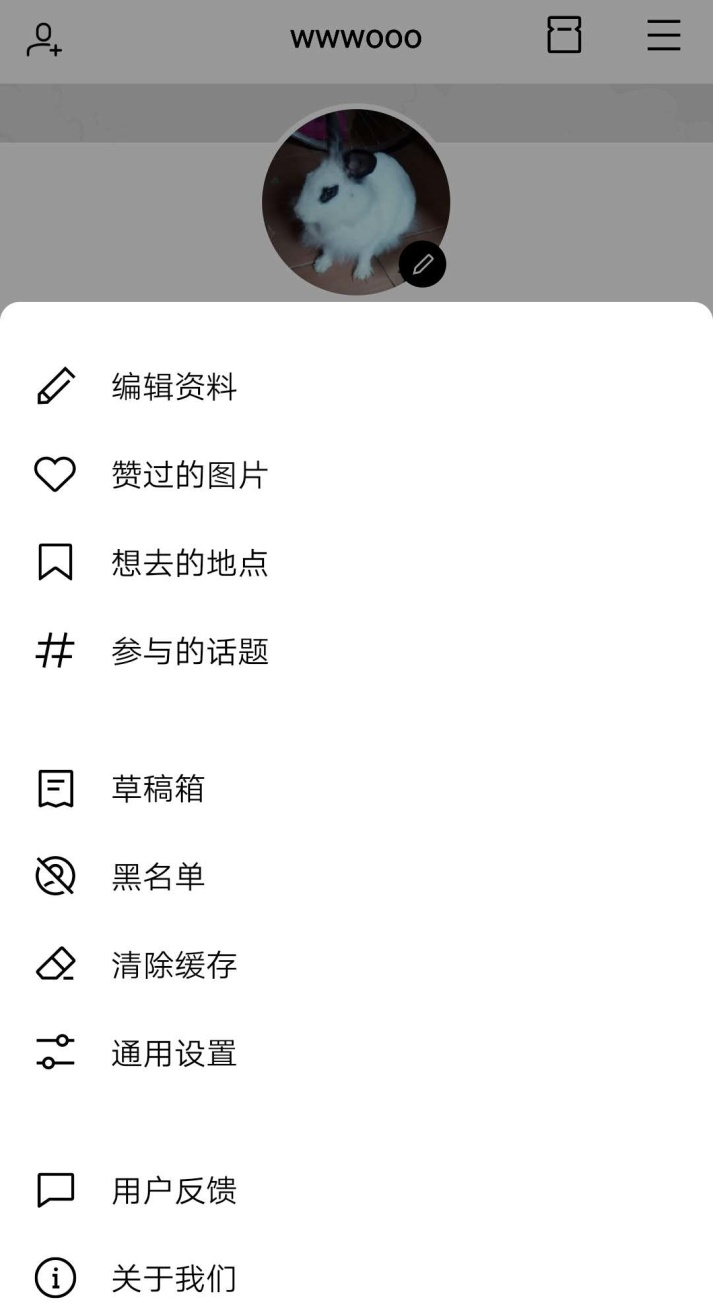 wwwooo
编辑资料
赞过的图片
想去的地点
参与的话题
草稿箱
黑名单
清除缓存
通用设置
用户反馈
关于我们